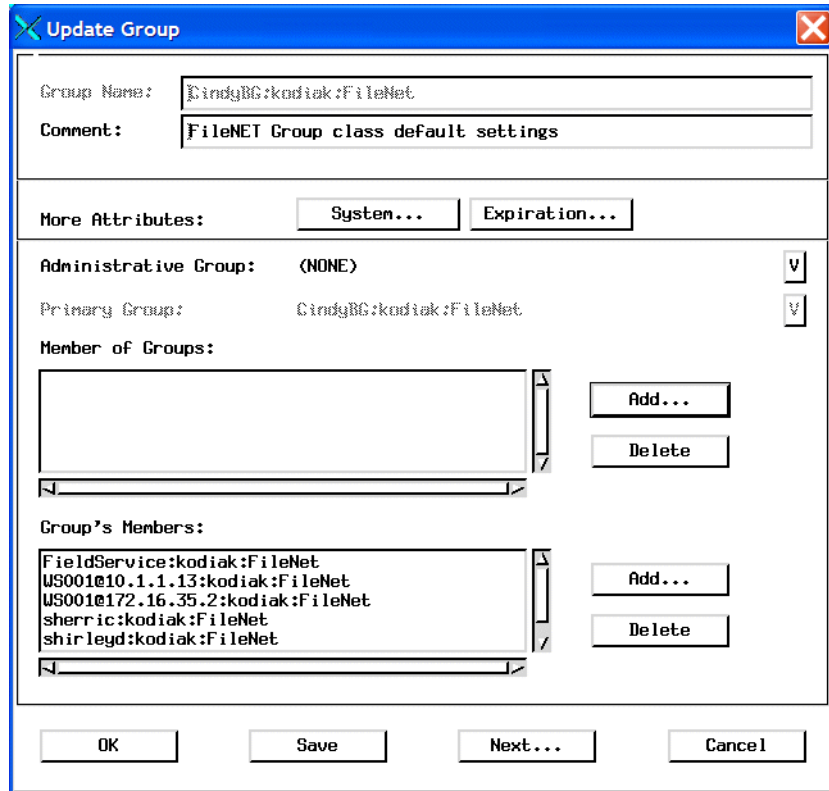 Update Group
Group Name: CindyBG:kodiak:FileNet
Comment: FileNET Group class default settings
More Attributes: System... Expiration...
Administrative Group: (NONE) V
Primary Group: CindyBG:kodiak:FileNet V
Member of Groups:
Add...
Delete
Group's Members:
FieldService:kodiak:FileNet
WS001@10.1.1.13:kodiak:FileNet
WS001@172.16.35.2:kodiak:FileNet
sherric:kodiak:FileNet
shirleyd:kodiak:FileNet
Add...
Delete
OK Save Next... Cancel